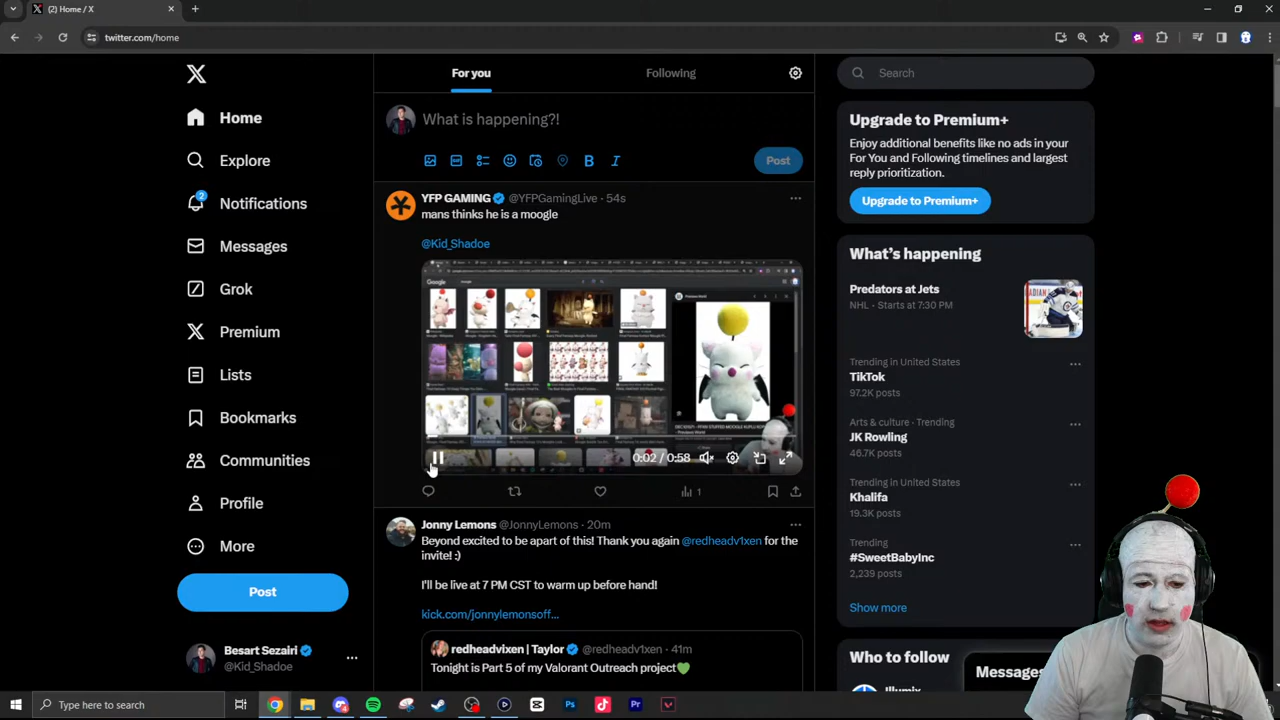 (2) Home / X
twitter.com/home
For you
Following
Search
Home
Explore
2
Notifications
Messages
Grok
Premium
Lists
Bookmarks
Communities
Profile
More
Post
Besart Sezairi
@Kid_Shadoe
What is happening?!
Post
YFP GAMING @YFPGamingLive · 54s
mans thinks he is a moogle
@Kid_Shadoe
Google
0:02 / 0:58
1
Jonny Lemons @JonnyLemons · 20m
Beyond excited to be apart of this! Thank you again @redheadv1xen for the
invite! :)
I'll be live at 7 PM CST to warm up before hand!
kick.com/jonnylemonsoff...
redheadvixen | Taylor @redheadv1xen · 41m
Tonight is Part 5 of my Valorant Outreach project
Upgrade to Premium+
Enjoy additional benefits like no ads in your
For You and Following timelines and largest
reply prioritization.
Upgrade to Premium+
What's happening
Predators at Jets
NHL · Starts at 7:30 PM
Trending in United States
TikTok
97.2K posts
Arts & culture · Trending
JK Rowling
46.7K posts
Trending in United States
Khalifa
19.3K posts
Trending
#SweetBabyInc
2,239 posts
Show more
Who to follow
Illumix
Messages
Type here to search